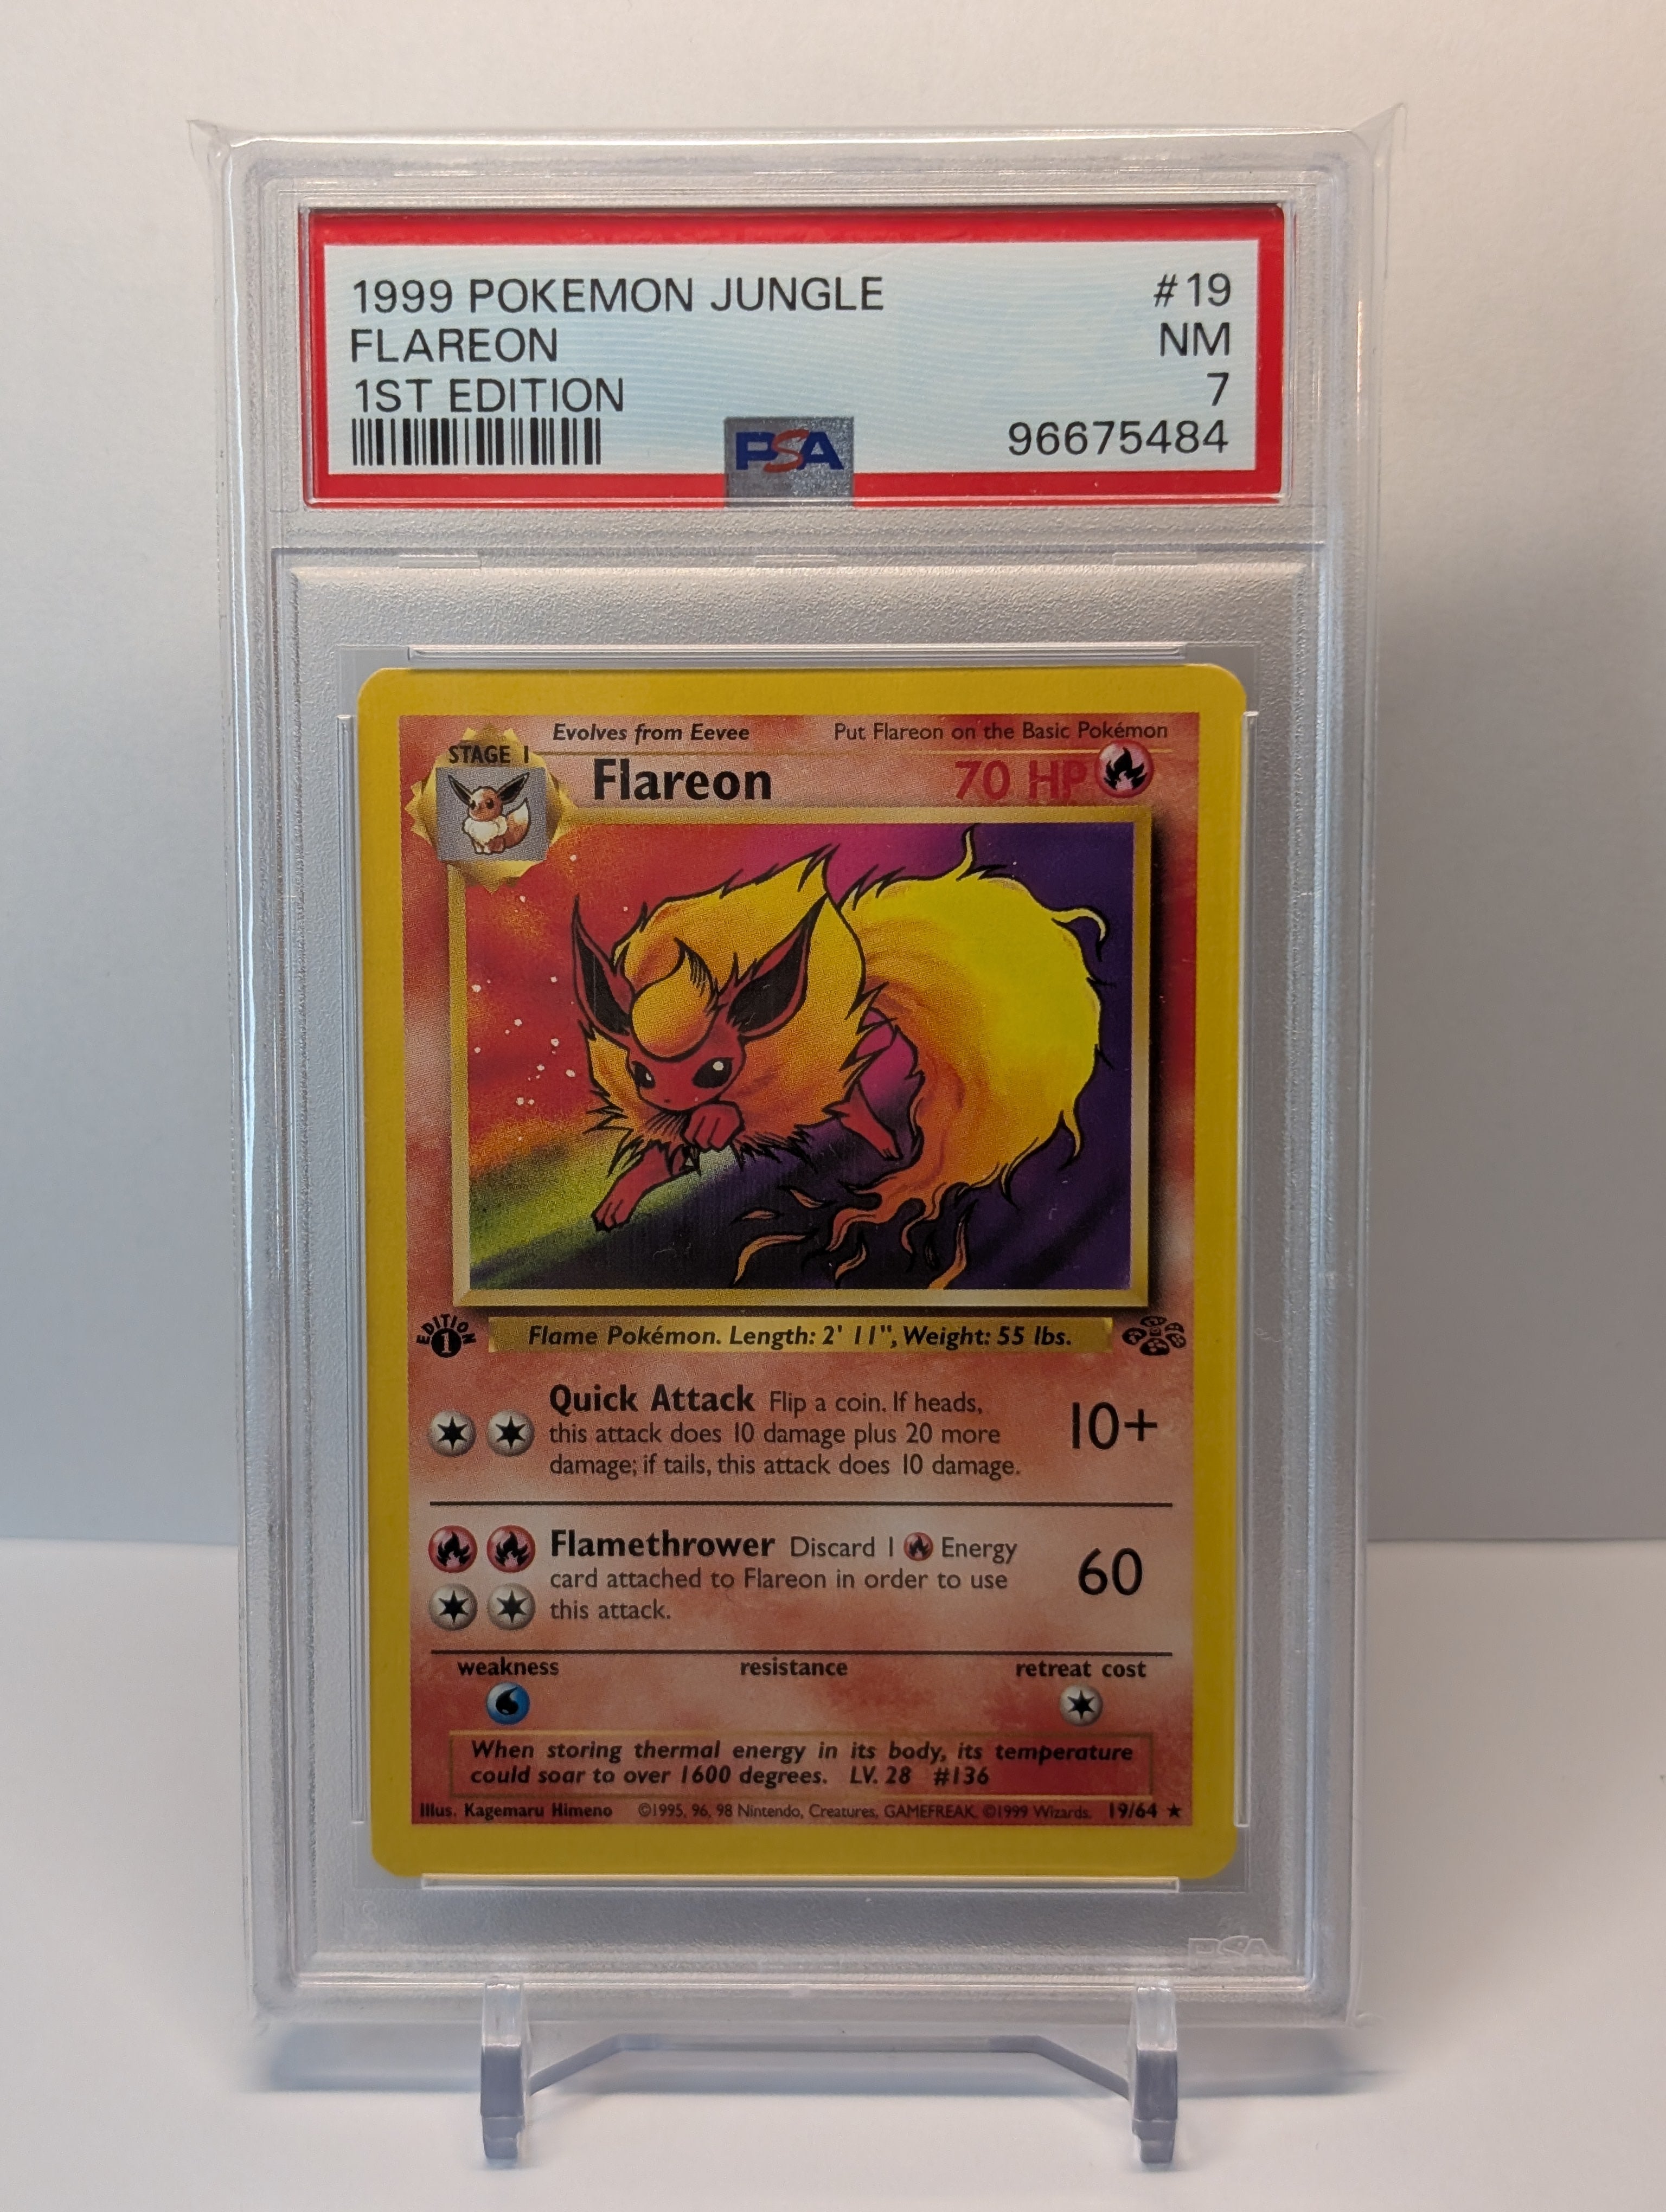 1999 POKEMON JUNGLE #19
FLAREON NM
1ST EDITION 7
PSA 96675484
Evolves from Eevee Put Flareon on the Basic Pokémon
STAGE 1
Flareon 70 HP
EDITION
1
Flame Pokémon. Length: 2' 11", Weight: 55 lbs.
Quick Attack Flip a coin. If heads,
this attack does 10 damage plus 20 more
damage; if tails, this attack does 10 damage.
10+
Flamethrower Discard 1 Energy
card attached to Flareon in order to use
this attack.
60
weakness resistance retreat cost
When storing thermal energy in its body, its temperature
could soar to over 1600 degrees. LV. 28 #136
Illus. Kagemaru Himeno ©1995, 96, 98 Nintendo, Creatures, GAMEFREAK. ©1999 Wizards. 19/64 ★
PSA